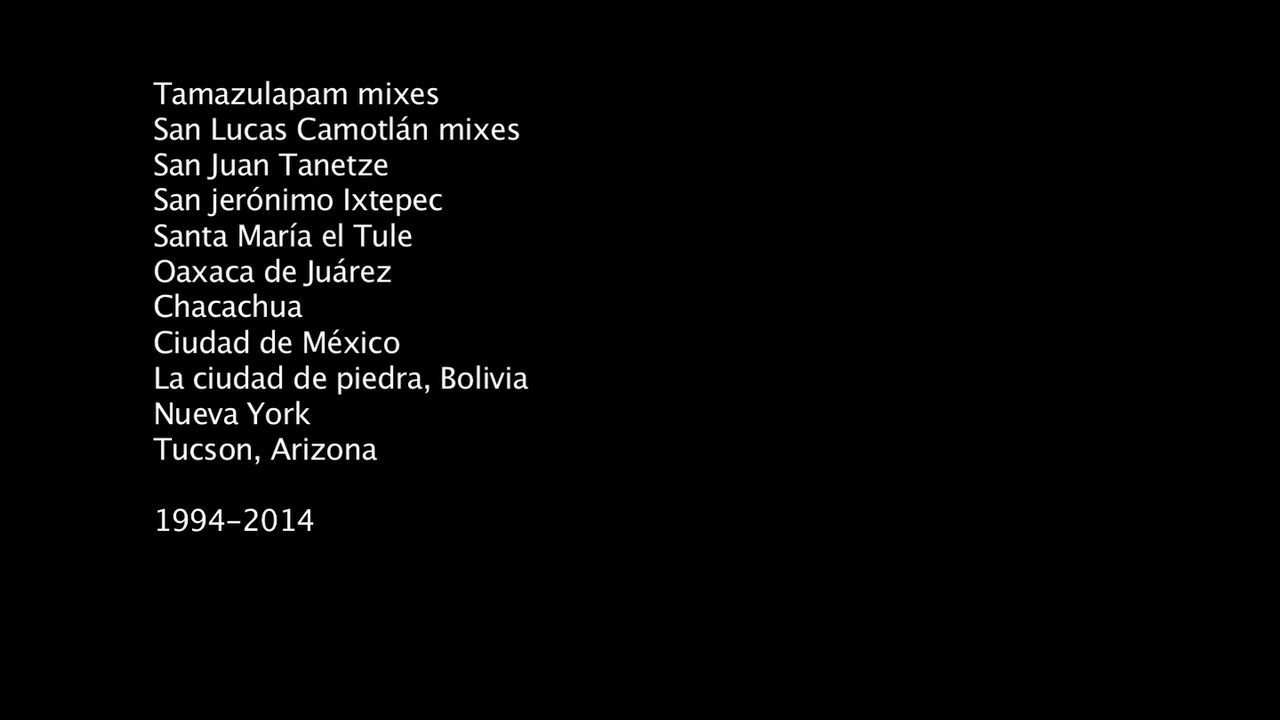 Tamazulapam mixes
San Lucas Camotlán mixes
San Juan Tanetze
San jerónimo Ixtepec
Santa María el Tule
Oaxaca de Juárez
Chacachua
Ciudad de México
La ciudad de piedra, Bolivia
Nueva York
Tucson, Arizona
1994-2014